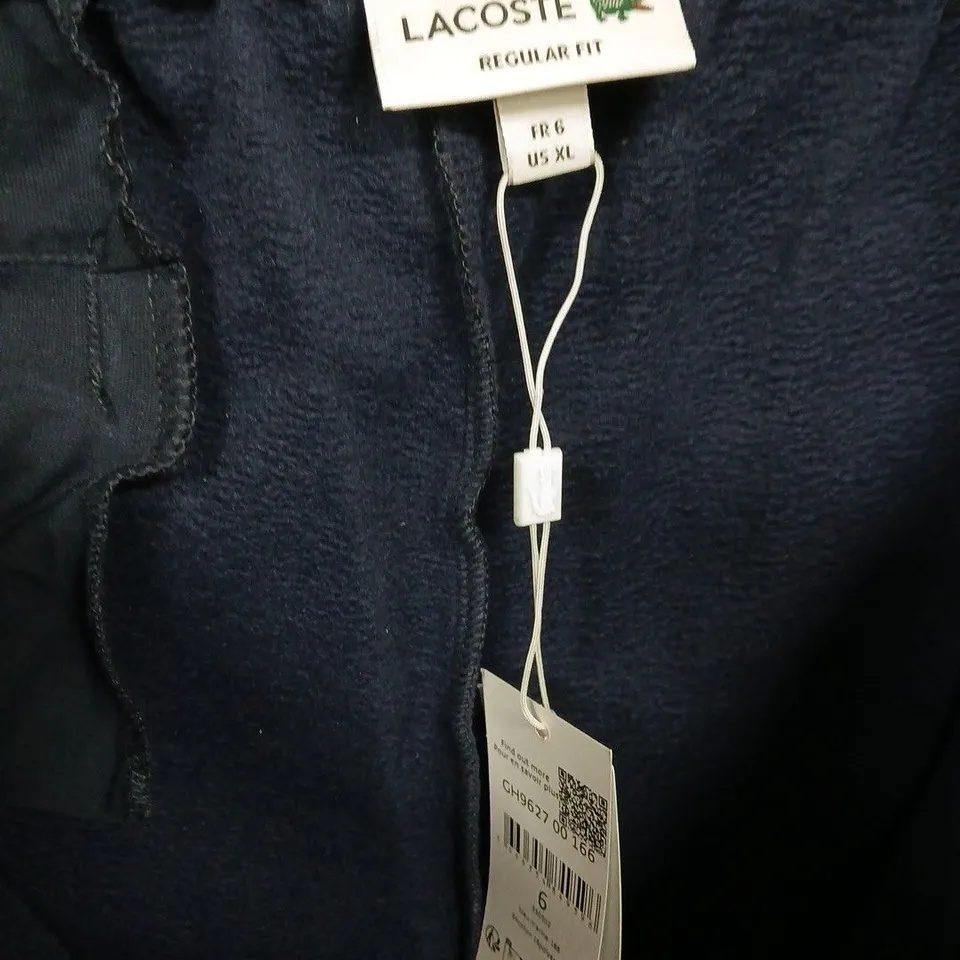 LACOSTE
REGULAR FIT
FR 6
US XL
Find out more
Pour en savoir plus
GH9627 00 166
6